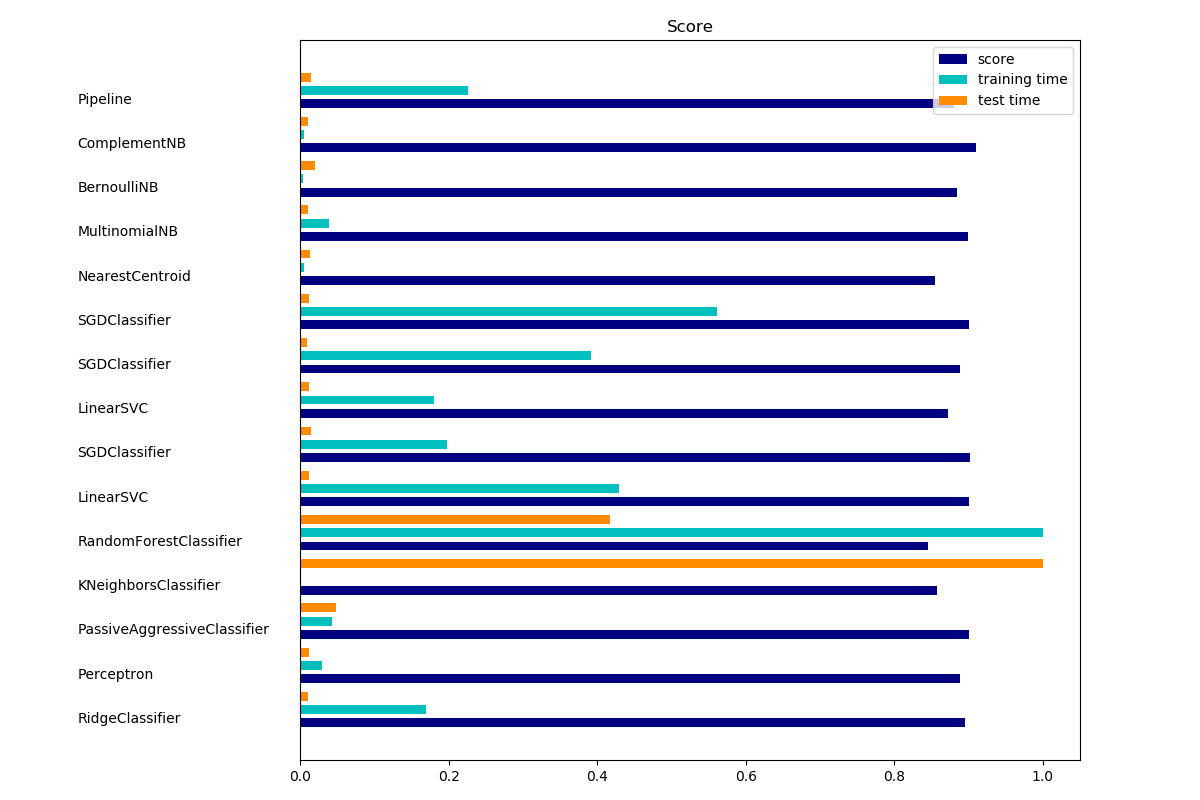 Score
score
training time
test time
Pipeline
ComplementNB
BernoulliNB
MultinomialNB
NearestCentroid
SGDClassifier
SGDClassifier
LinearSVC
SGDClassifier
LinearSVC
RandomForestClassifier
KNeighborsClassifier
PassiveAggressiveClassifier
Perceptron
RidgeClassifier
0.0 0.2 0.4 0.6 0.8 1.0